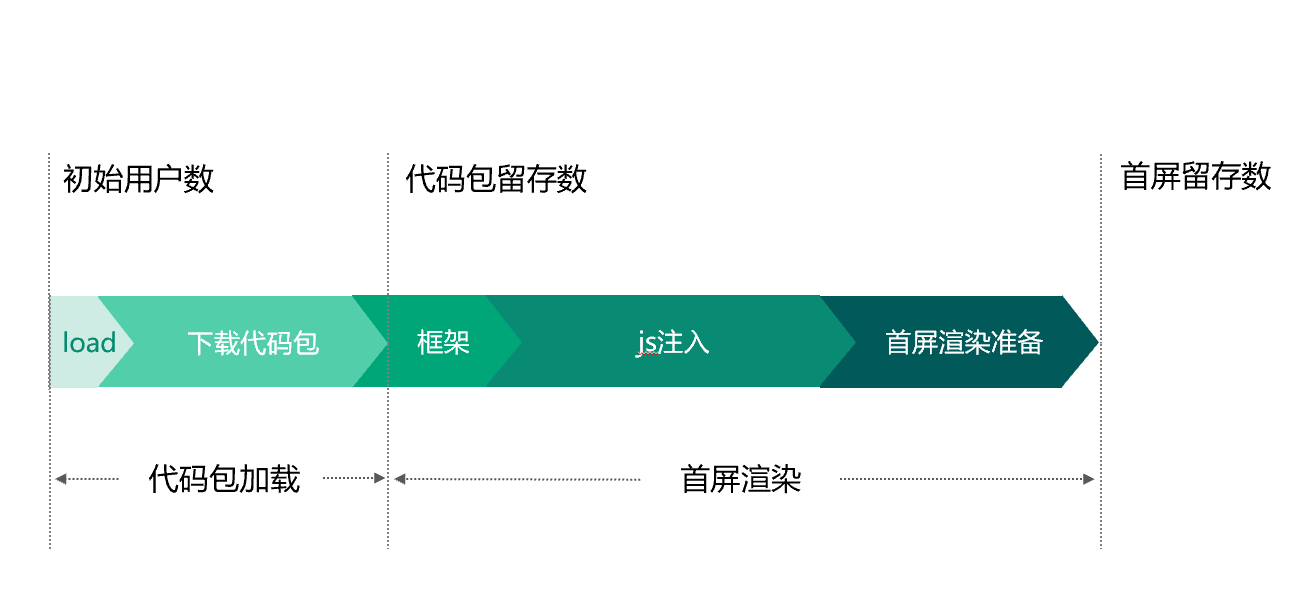 初始用户数
代码包留存数
首屏留存数
load
下载代码包
框架
js注入
首屏渲染准备
代码包加载
首屏渲染